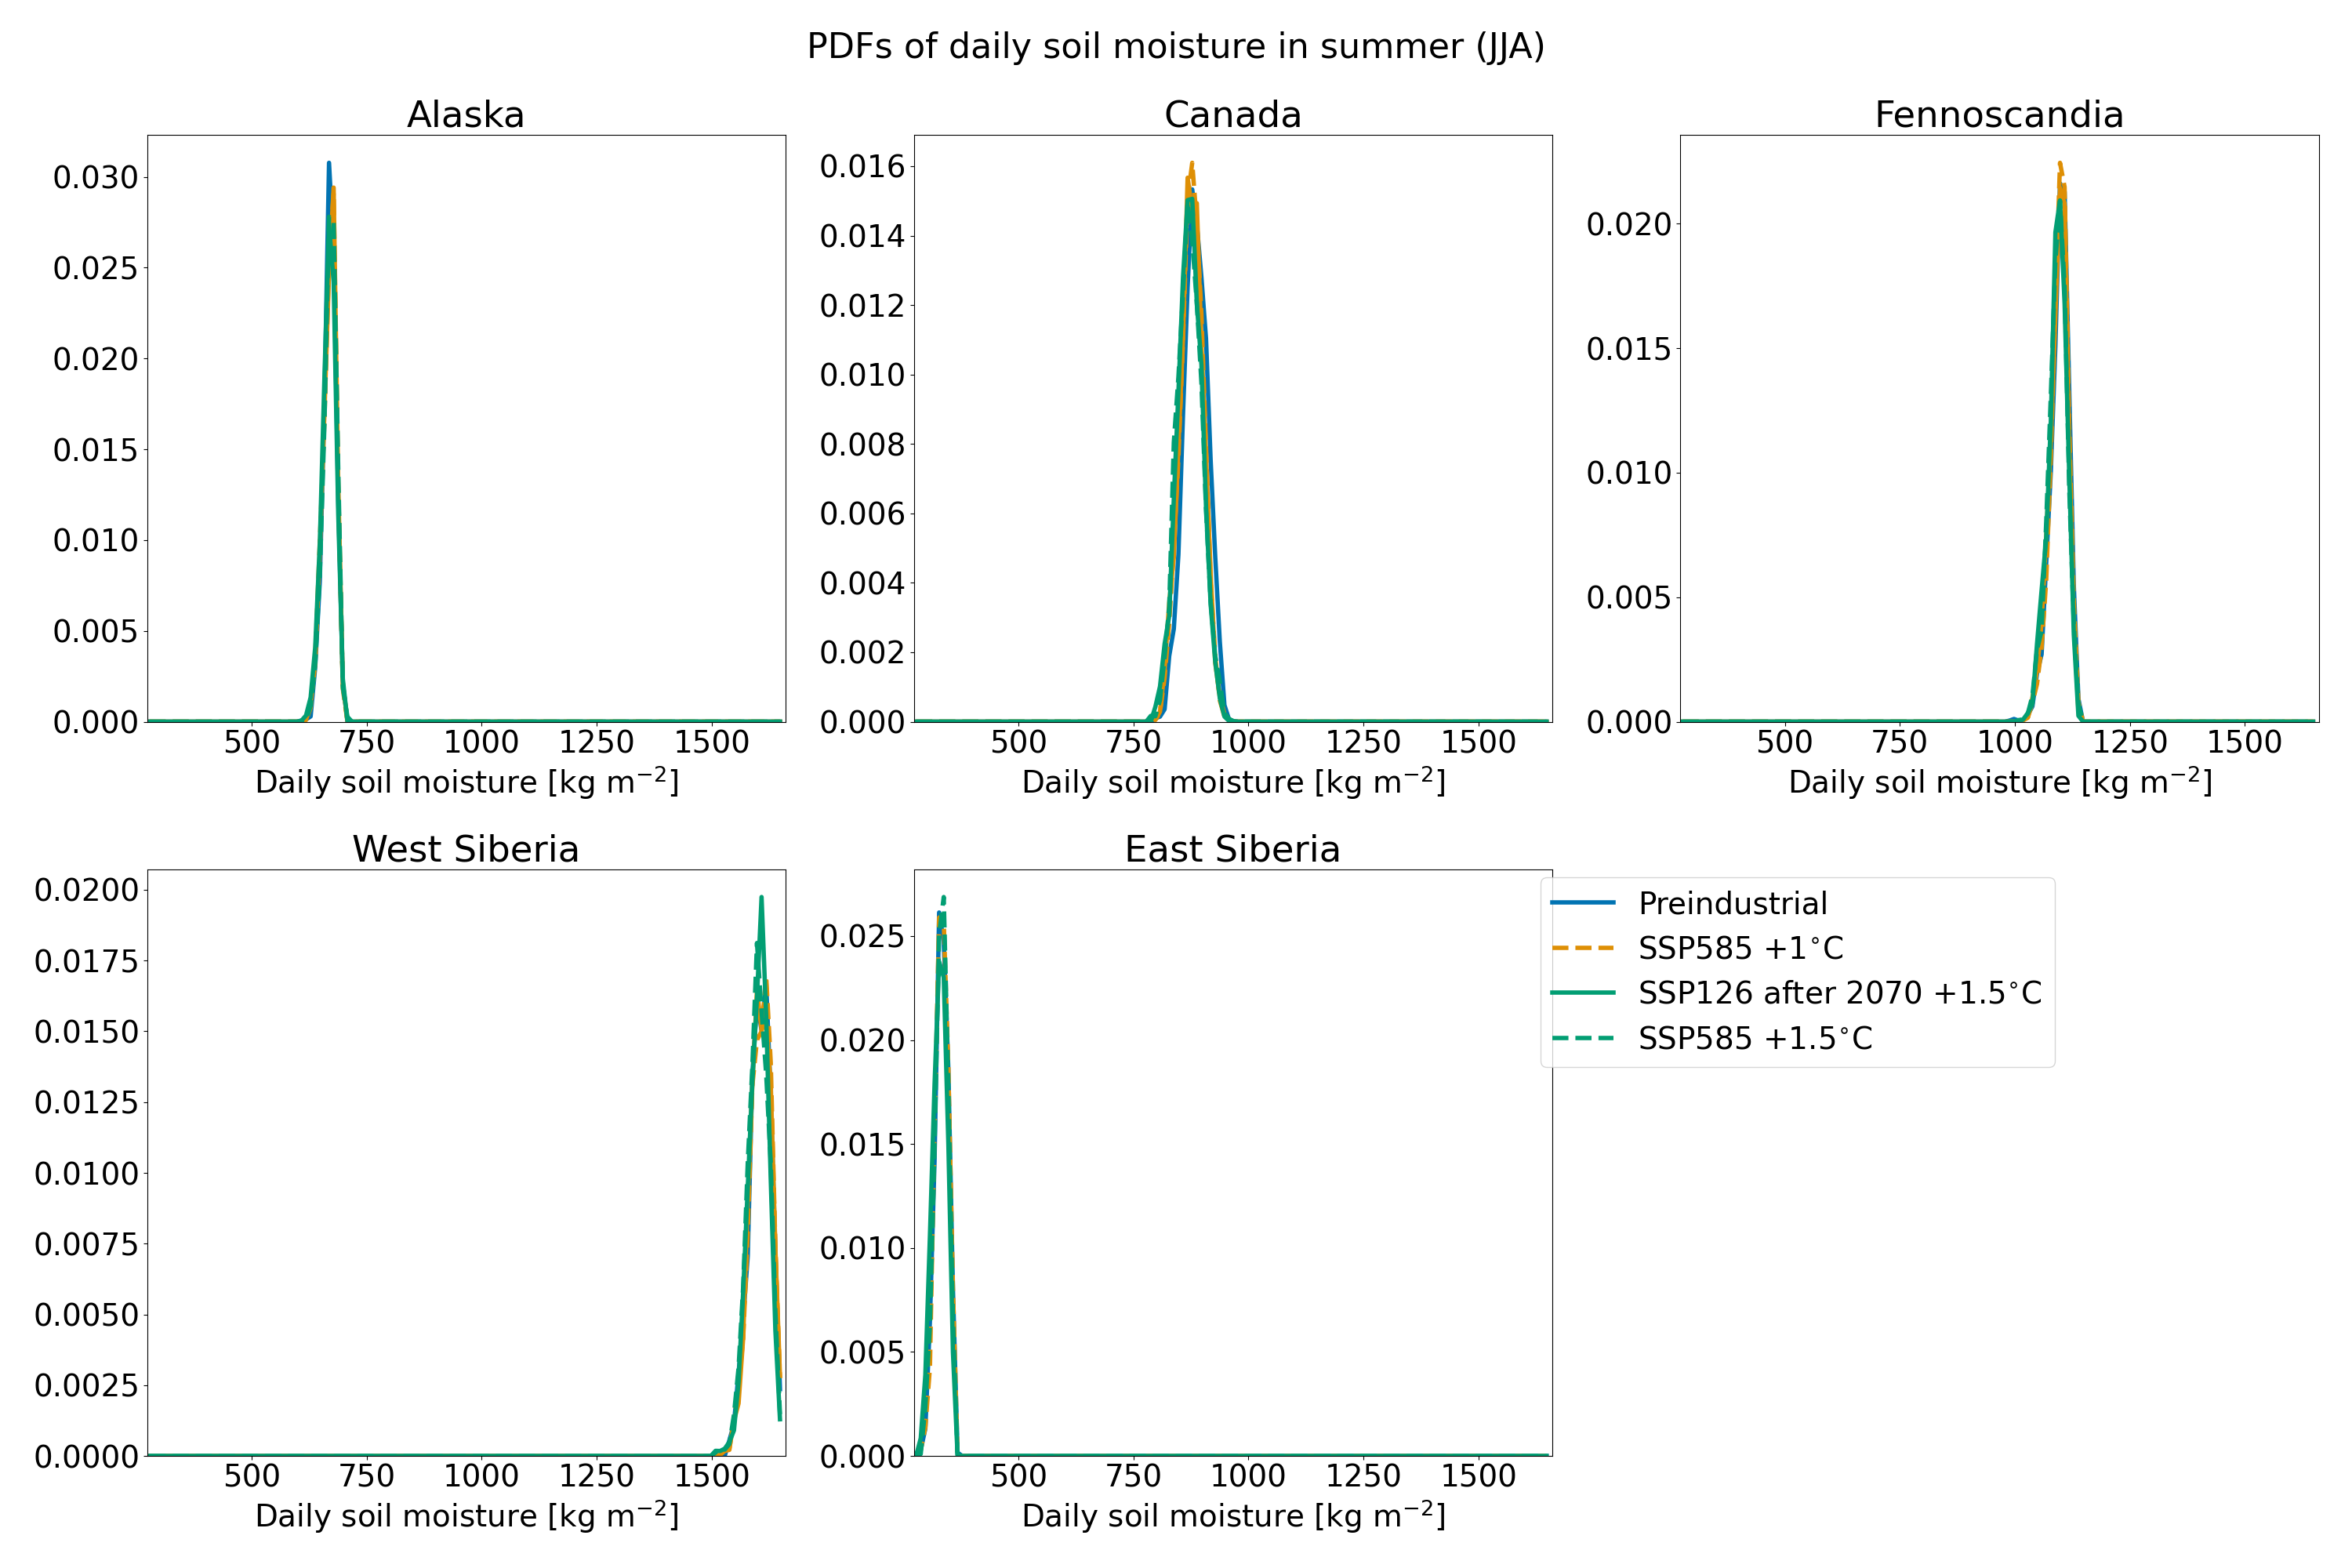 PDFs of daily soil moisture in summer (JJA)
Alaska
0.030
0.025
0.020
0.015
0.010
0.005
0.000
500 750 1000 1250 1500
Daily soil moisture [kg m⁻²]
Canada
0.016
0.014
0.012
0.010
0.008
0.006
0.004
0.002
0.000
500 750 1000 1250 1500
Daily soil moisture [kg m⁻²]
Fennoscandia
0.020
0.015
0.010
0.005
0.000
500 750 1000 1250 1500
Daily soil moisture [kg m⁻²]
West Siberia
0.0200
0.0175
0.0150
0.0125
0.0100
0.0075
0.0050
0.0025
0.0000
500 750 1000 1250 1500
Daily soil moisture [kg m⁻²]
East Siberia
0.025
0.020
0.015
0.010
0.005
0.000
500 750 1000 1250 1500
Daily soil moisture [kg m⁻²]
Preindustrial
SSP585 +1°C
SSP126 after 2070 +1.5°C
SSP585 +1.5°C